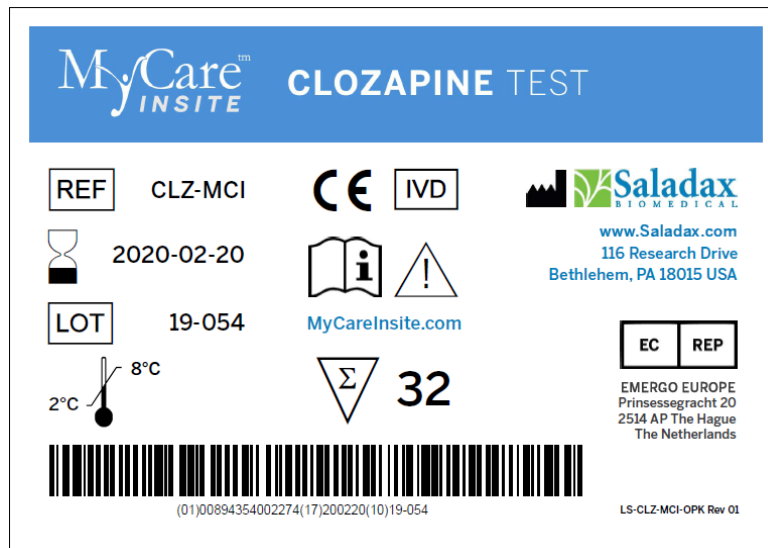 MyCare™ INSITE
CLOZAPINE TEST
REF CLZ-MCI
2020-02-20
LOT 19-054
8°C
2°C
CE IVD
i !
MyCareInsite.com
Σ 32
Saladax
BIOMEDICAL
www.Saladax.com
116 Research Drive
Bethlehem, PA 18015 USA
EC REP
EMERGO EUROPE
Prinsessegracht 20
2514 AP The Hague
The Netherlands
(01)00894354002274(17)200220(10)19-054
LS-CLZ-MCI-OPK Rev 01